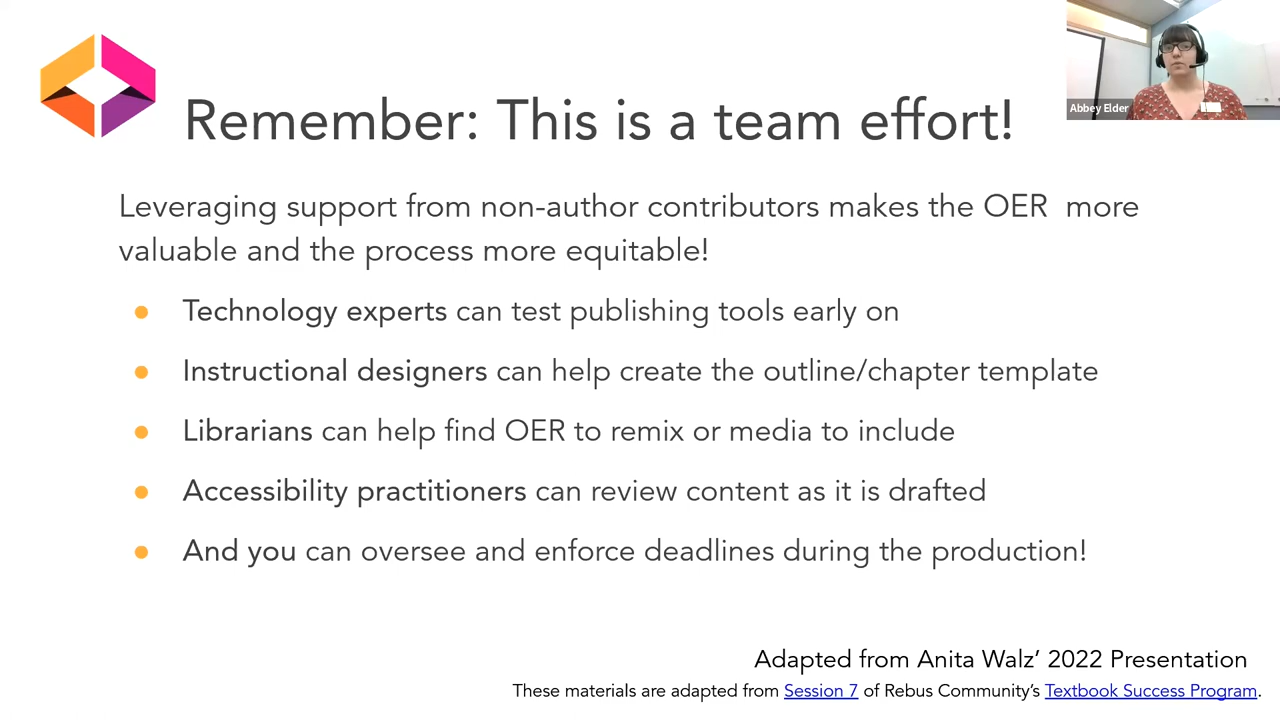 Abbey Elder
Remember: This is a team effort!
Leveraging support from non-author contributors makes the OER more
valuable and the process more equitable!
● Technology experts can test publishing tools early on
● Instructional designers can help create the outline/chapter template
● Librarians can help find OER to remix or media to include
● Accessibility practitioners can review content as it is drafted
● And you can oversee and enforce deadlines during the production!
Adapted from Anita Walz’ 2022 Presentation
These materials are adapted from Session 7 of Rebus Community’s Textbook Success Program.